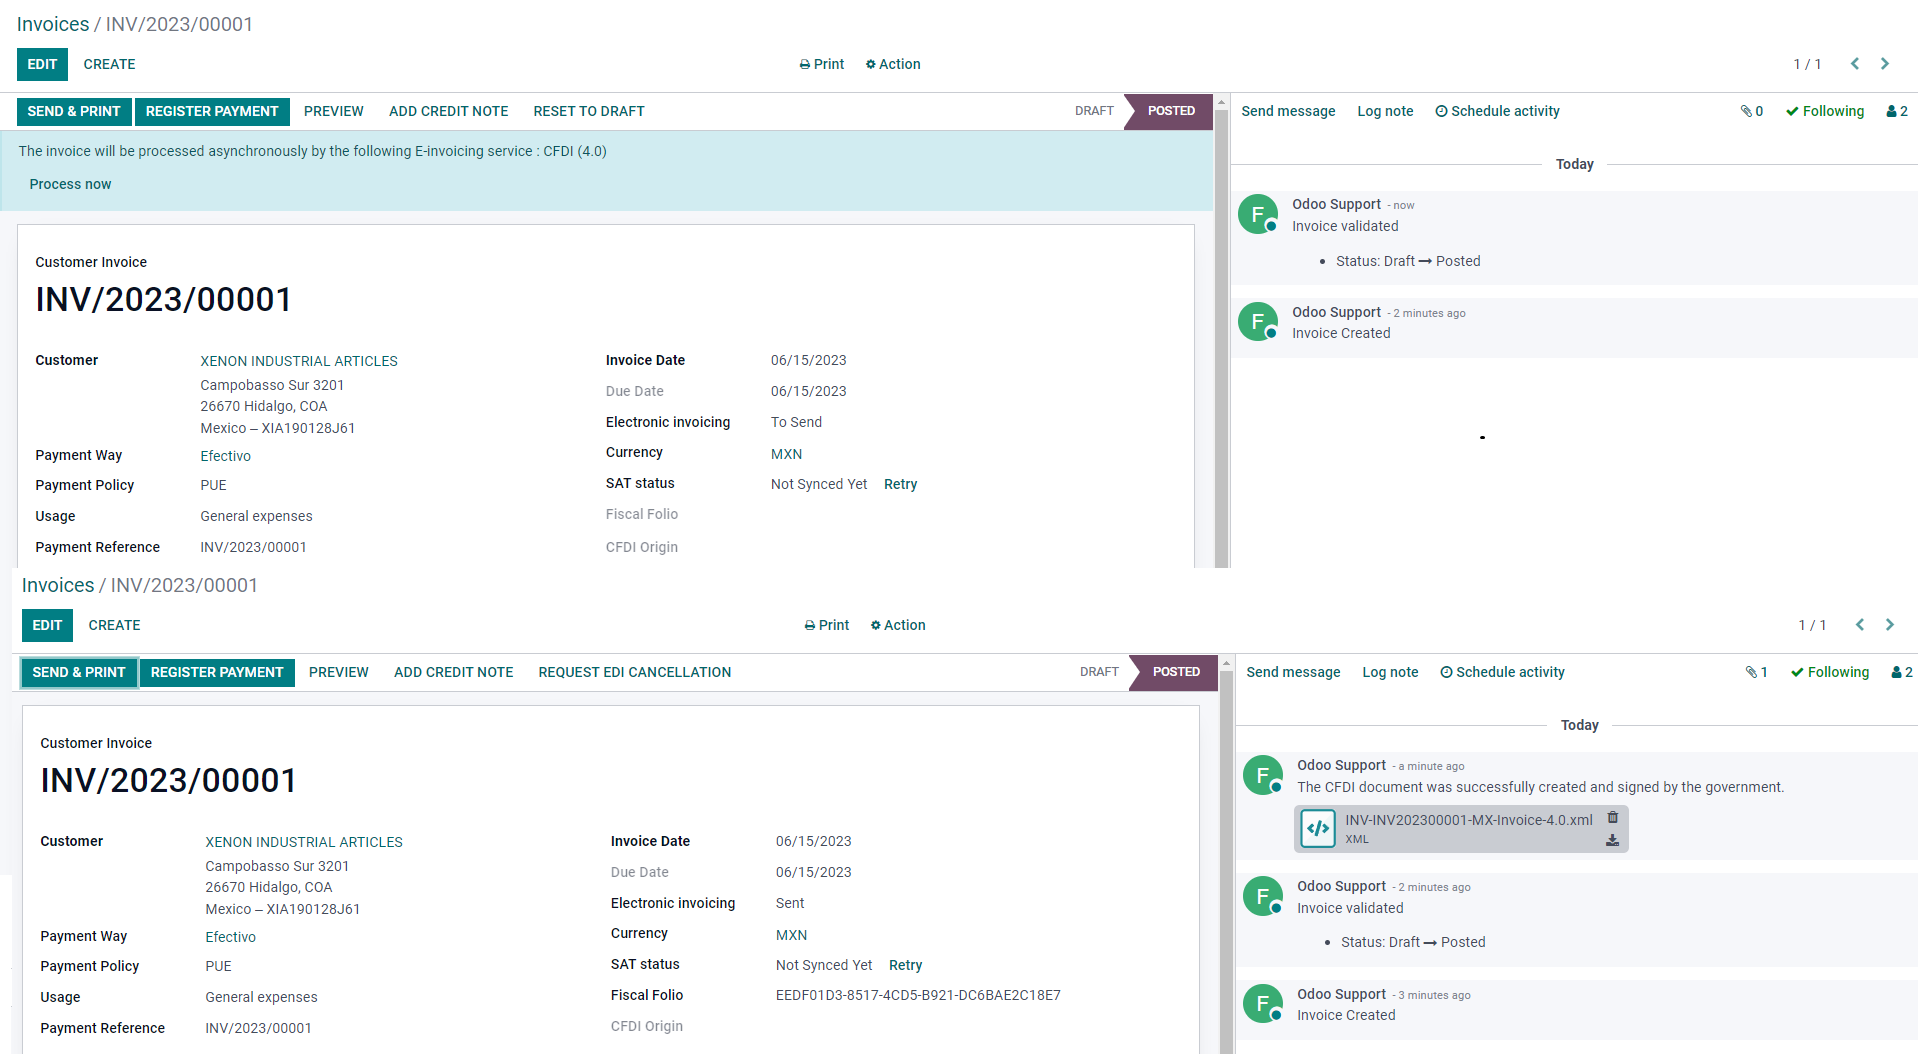 Invoices / INV/2023/00001
EDIT CREATE Print Action 1 / 1
SEND & PRINT REGISTER PAYMENT PREVIEW ADD CREDIT NOTE RESET TO DRAFT DRAFT POSTED
Send message Log note Schedule activity 0 Following 2
The invoice will be processed asynchronously by the following E-invoicing service : CFDI (4.0)
Process now
Customer Invoice
INV/2023/00001
Customer XENON INDUSTRIAL ARTICLES
Campobasso Sur 3201
26670 Hidalgo, COA
Mexico – XIA190128J61
Payment Way Efectivo
Payment Policy PUE
Usage General expenses
Payment Reference INV/2023/00001
Invoice Date 06/15/2023
Due Date 06/15/2023
Electronic invoicing To Send
Currency MXN
SAT status Not Synced Yet Retry
Fiscal Folio
CFDI Origin
Today
F Odoo Support - now
Invoice validated
• Status: Draft → Posted
F Odoo Support - 2 minutes ago
Invoice Created
Invoices / INV/2023/00001
EDIT CREATE Print Action 1 / 1
SEND & PRINT REGISTER PAYMENT PREVIEW ADD CREDIT NOTE REQUEST EDI CANCELLATION DRAFT POSTED
Send message Log note Schedule activity 1 Following 2
Customer Invoice
INV/2023/00001
Customer XENON INDUSTRIAL ARTICLES
Campobasso Sur 3201
26670 Hidalgo, COA
Mexico – XIA190128J61
Payment Way Efectivo
Payment Policy PUE
Usage General expenses
Payment Reference INV/2023/00001
Invoice Date 06/15/2023
Due Date 06/15/2023
Electronic invoicing Sent
Currency MXN
SAT status Not Synced Yet Retry
Fiscal Folio EEDF01D3-8517-4CD5-B921-DC6BAE2C18E7
CFDI Origin
Today
F Odoo Support - a minute ago
The CFDI document was successfully created and signed by the government.
</> INV-INV202300001-MX-Invoice-4.0.xml
XML
F Odoo Support - 2 minutes ago
Invoice validated
• Status: Draft → Posted
F Odoo Support - 3 minutes ago
Invoice Created